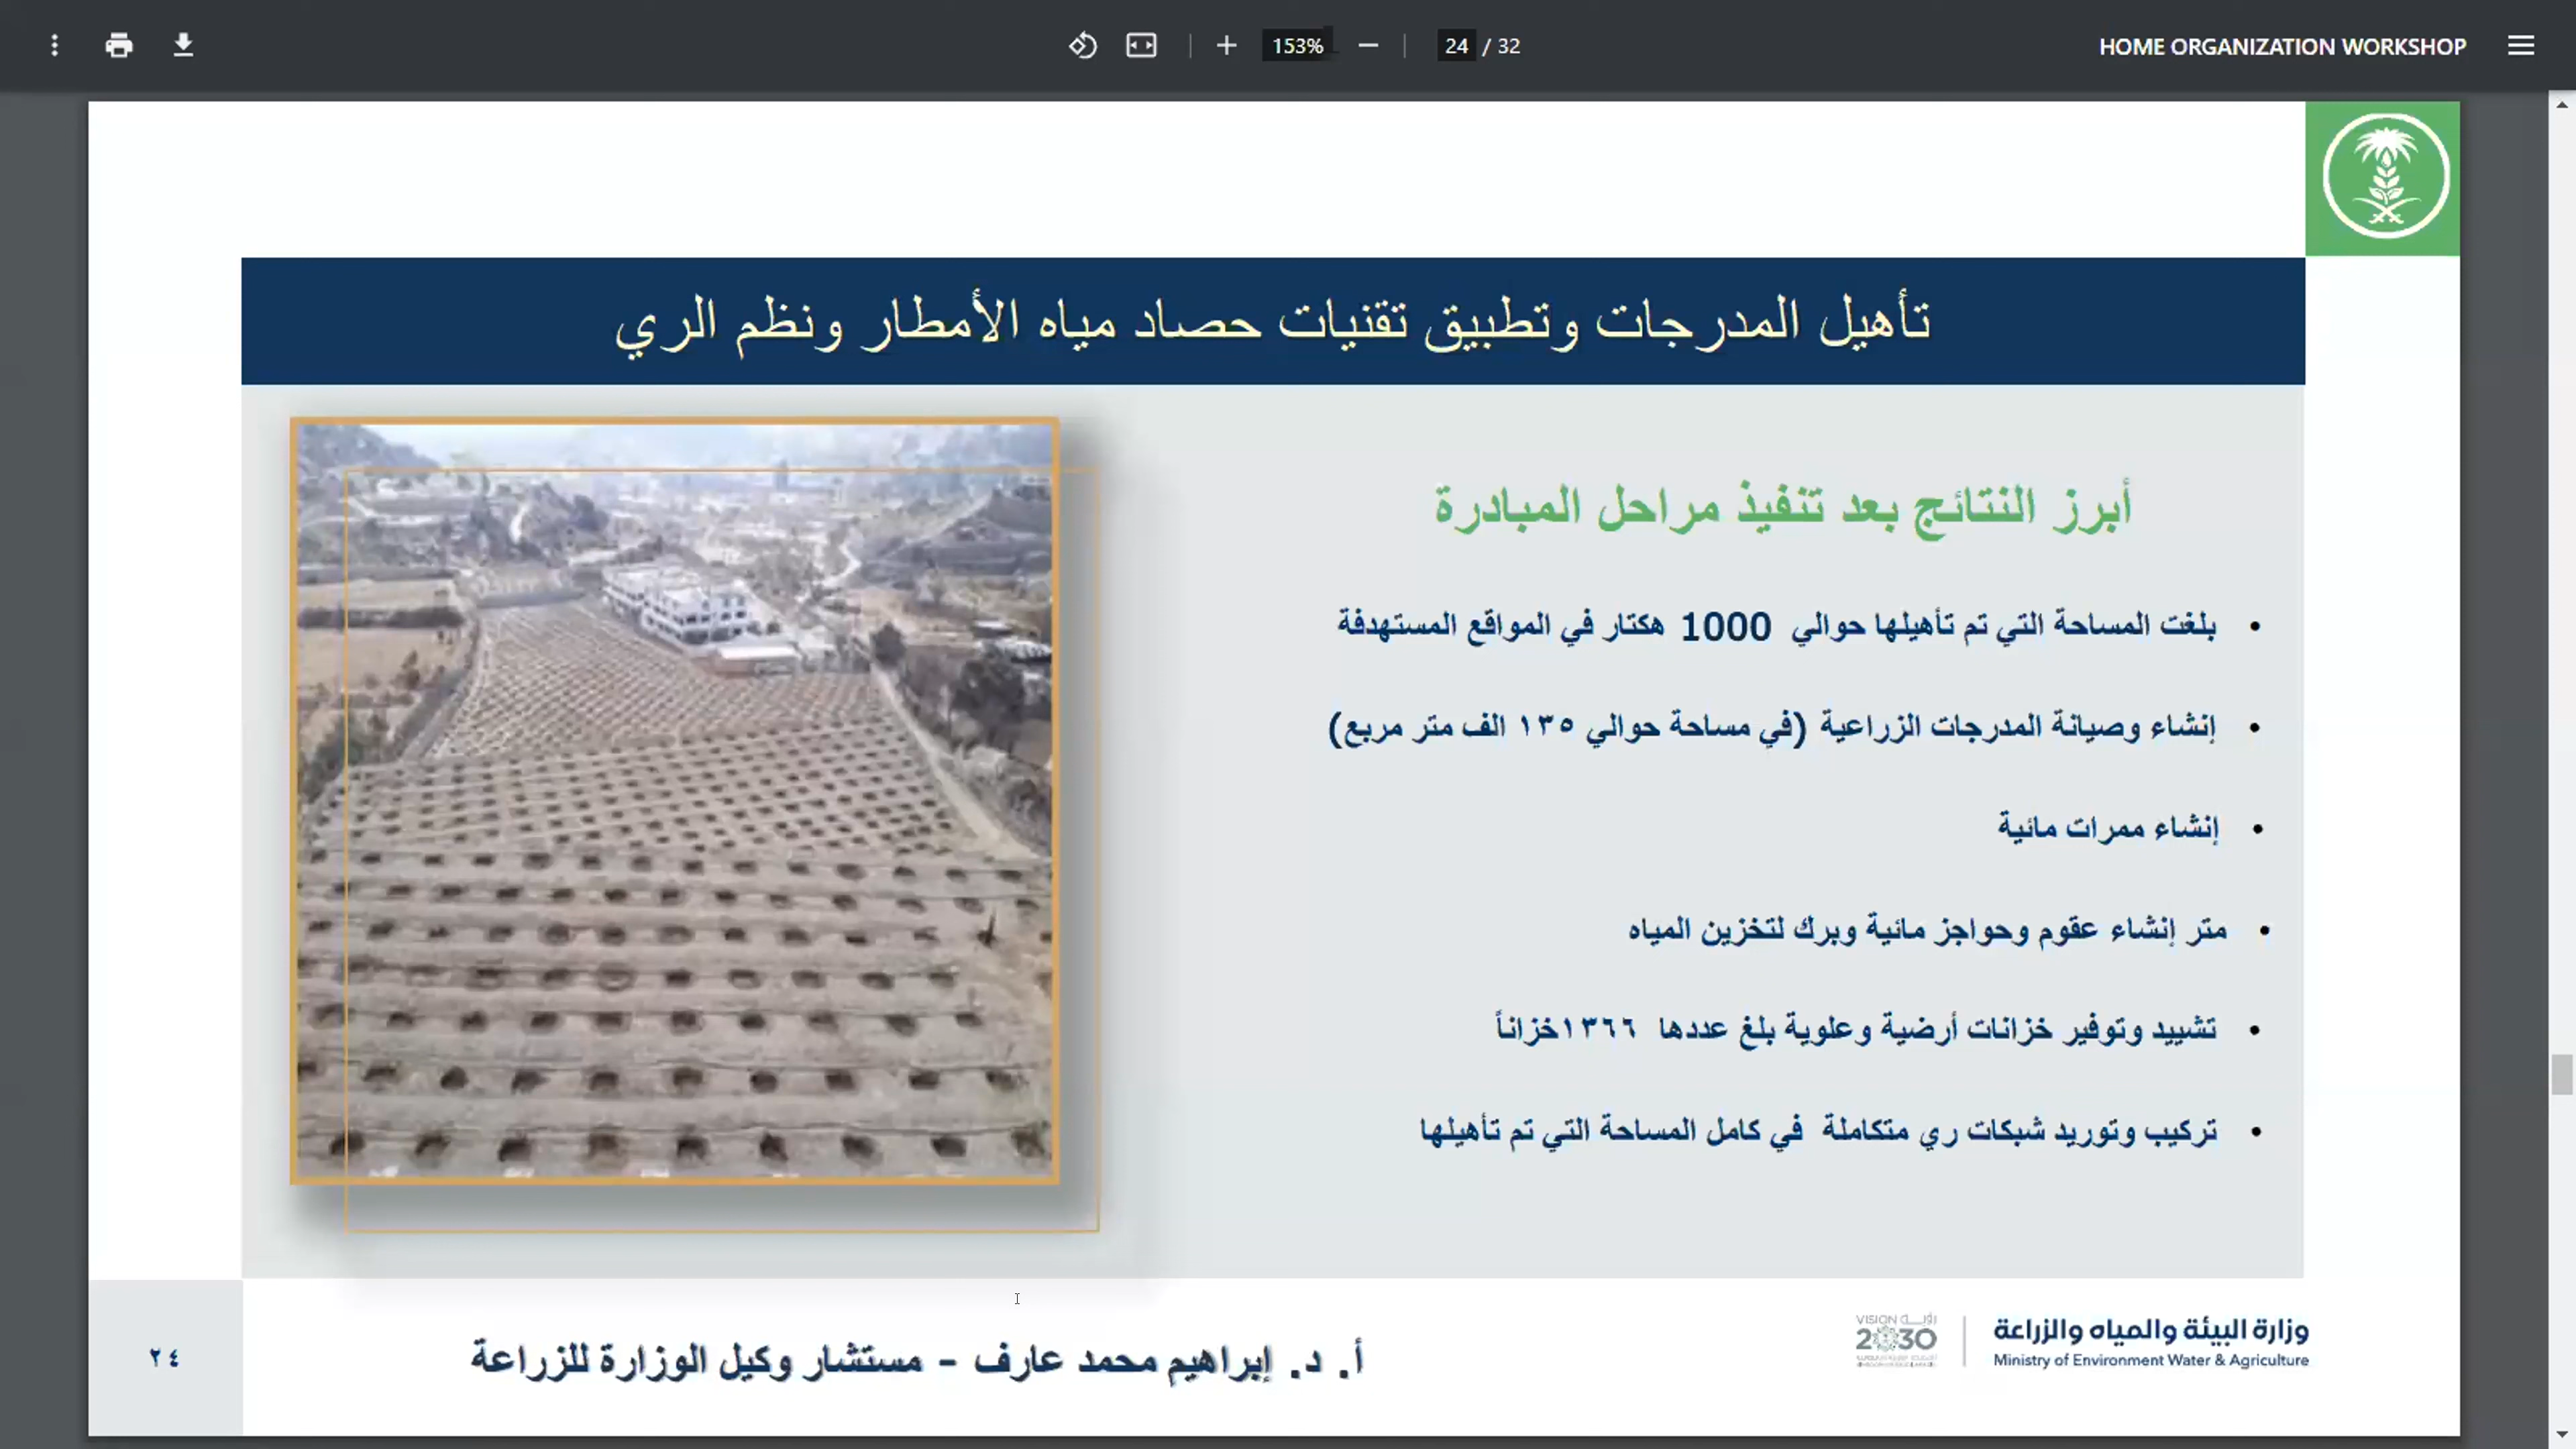 153%
24 / 32
HOME ORGANIZATION WORKSHOP
تأهيل المدرجات وتطبيق تقنيات حصاد مياه الأمطار ونظم الري
أبرز النتائج بعد تنفيذ مراحل المبادرة
• بلغت المساحة التي تم تأهيلها حوالي 1000 هكتار في المواقع المستهدفة
• إنشاء وصيانة المدرجات الزراعية (في مساحة حوالي ١٣٥ الف متر مربع)
• إنشاء ممرات مائية
• متر إنشاء عقوم وحواجز مائية وبرك لتخزين المياه
• تشييد وتوفير خزانات أرضية وعلوية بلغ عددها ١٣٦٦خزاناً
• تركيب وتوريد شبكات ري متكاملة في كامل المساحة التي تم تأهيلها
وزارة البيئة والمياه والزراعة
Ministry of Environment Water & Agriculture
VISION رؤيــة
2030
أ. د. إبراهيم محمد عارف - مستشار وكيل الوزارة للزراعة
٢٤